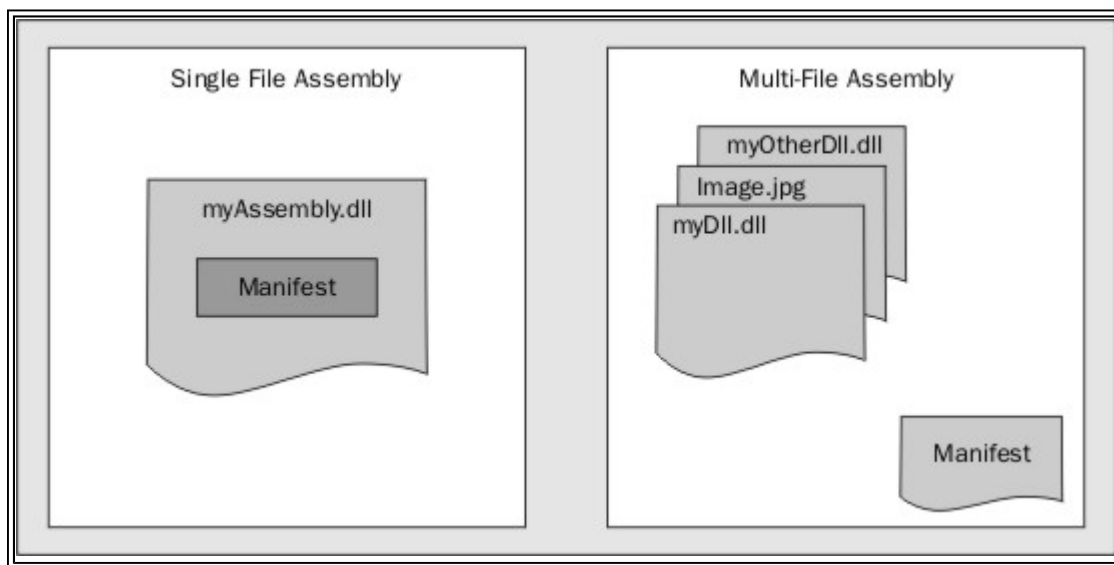 Single File Assembly
myAssembly.dll
Manifest
Multi-File Assembly
myOtherDll.dll
Image.jpg
myDll.dll
Manifest